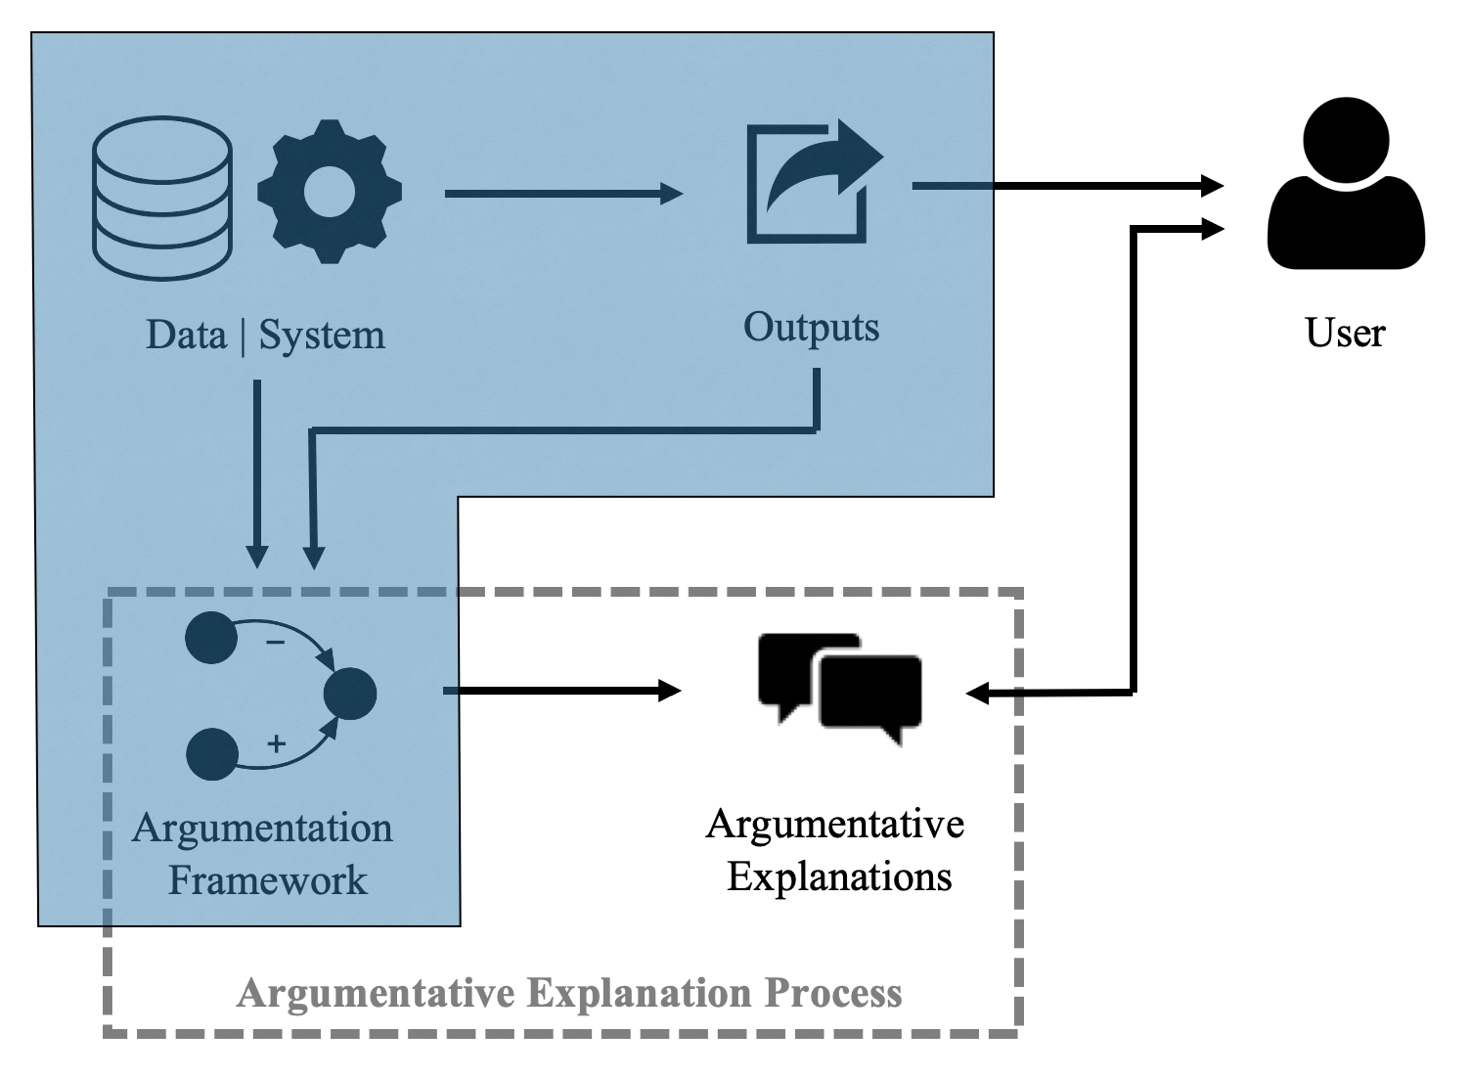 Data | System
Outputs
User
−
+
Argumentation
Framework
Argumentative
Explanations
Argumentative Explanation Process